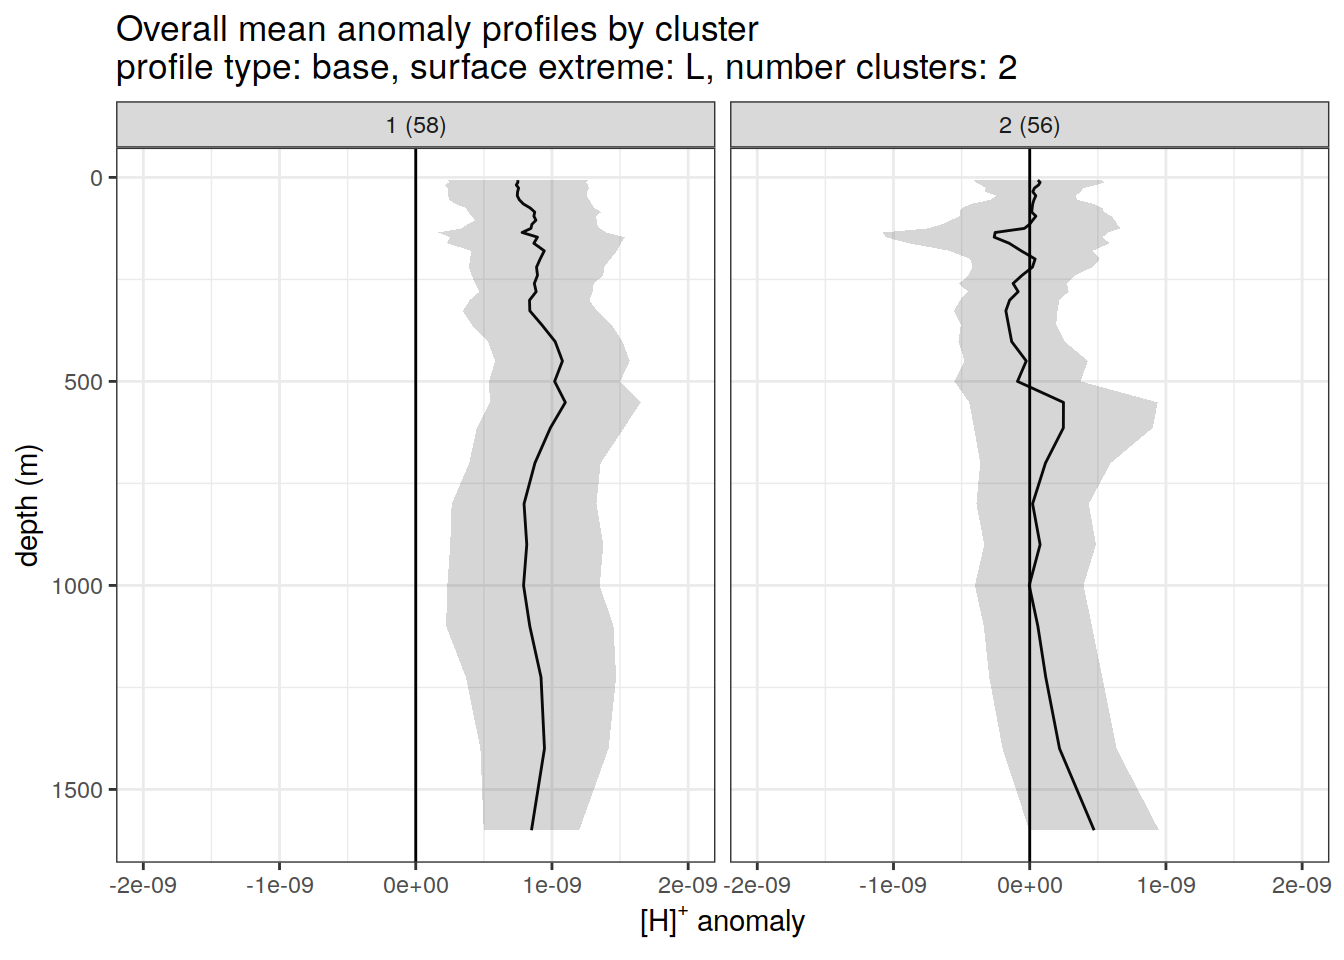 Overall mean anomaly profiles by cluster
profile type: base, surface extreme: L, number clusters: 2
1 (58)
2 (56)
0
500
1000
1500
depth (m)
-2e-09 -1e-09 0e+00 1e-09 2e-09
-2e-09 -1e-09 0e+00 1e-09 2e-09
[H]⁺ anomaly